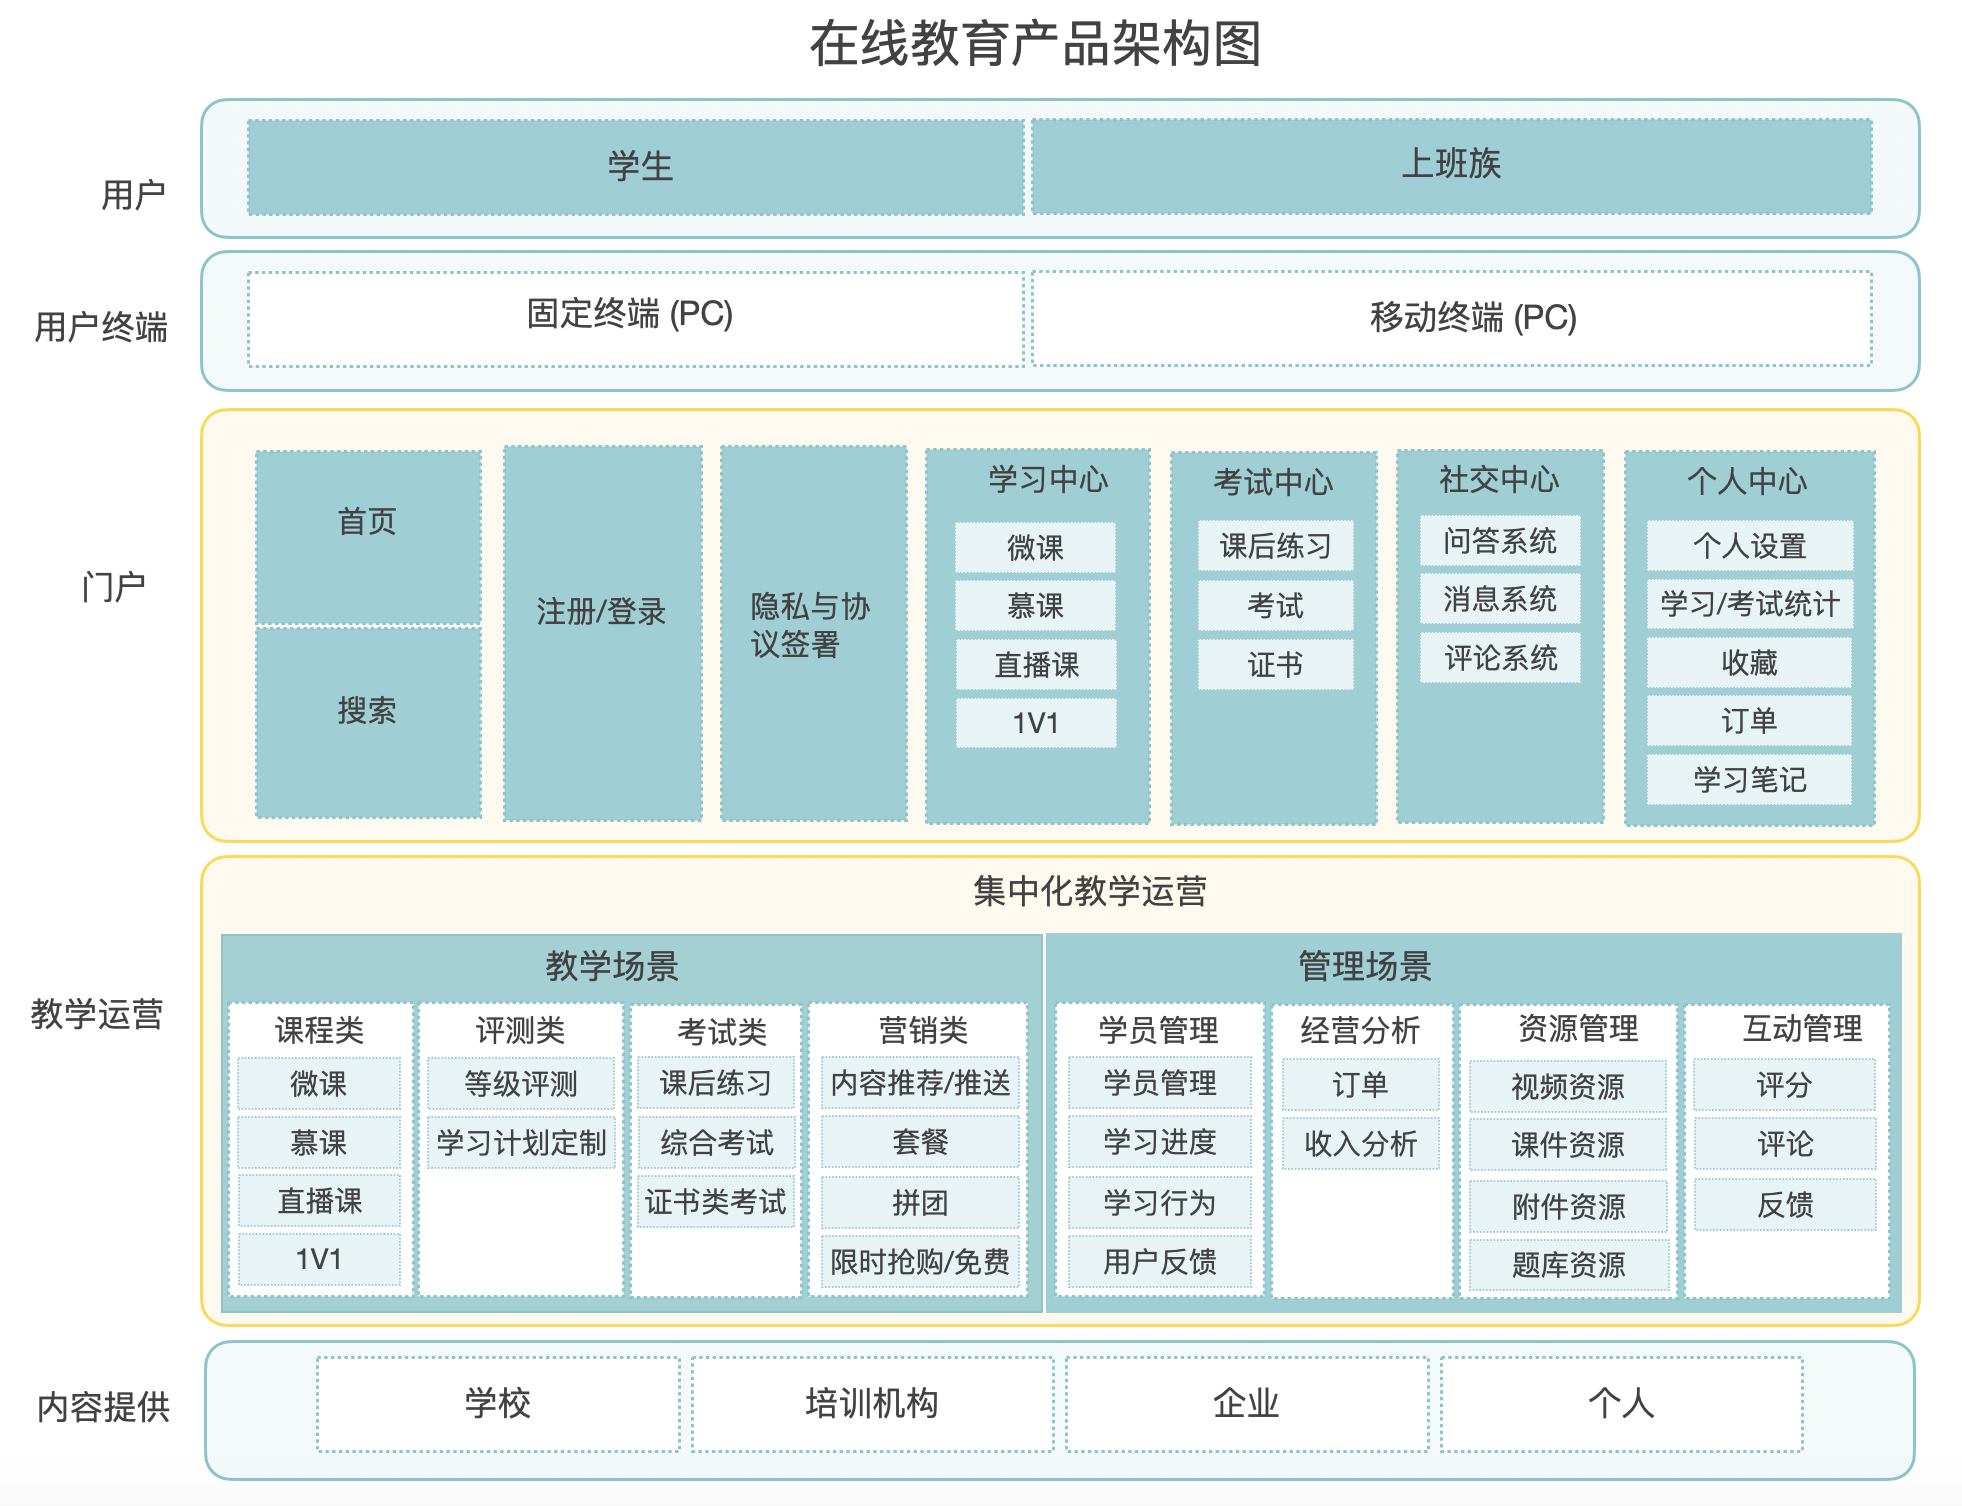 在线教育产品架构图
用户
学生
上班族
用户终端
固定终端 (PC)
移动终端 (PC)
门户
首页
搜索
注册/登录
隐私与协
议签署
学习中心
微课
慕课
直播课
1V1
考试中心
课后练习
考试
证书
社交中心
问答系统
消息系统
评论系统
个人中心
个人设置
学习/考试统计
收藏
订单
学习笔记
教学运营
集中化教学运营
教学场景
课程类
微课
慕课
直播课
1V1
评测类
等级评测
学习计划定制
考试类
课后练习
综合考试
证书类考试
营销类
内容推荐/推送
套餐
拼团
限时抢购/免费
管理场景
学员管理
学员管理
学习进度
学习行为
用户反馈
经营分析
订单
收入分析
资源管理
视频资源
课件资源
附件资源
题库资源
互动管理
评分
评论
反馈
内容提供
学校
培训机构
企业
个人